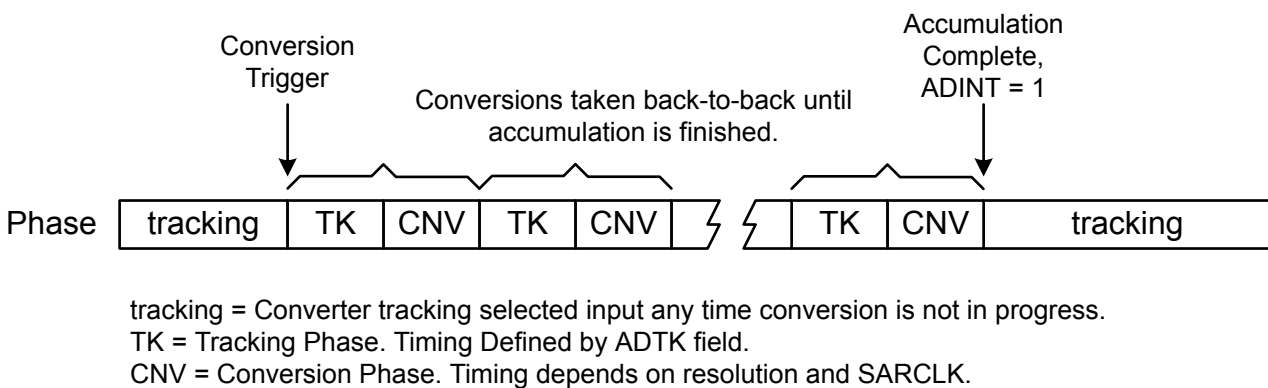 Conversion
Trigger
Accumulation
Complete,
ADINT = 1
Conversions taken back-to-back until
accumulation is finished.
Phase tracking TK CNV TK CNV TK CNV tracking
tracking = Converter tracking selected input any time conversion is not in progress.
TK = Tracking Phase. Timing Defined by ADTK field.
CNV = Conversion Phase. Timing depends on resolution and SARCLK.